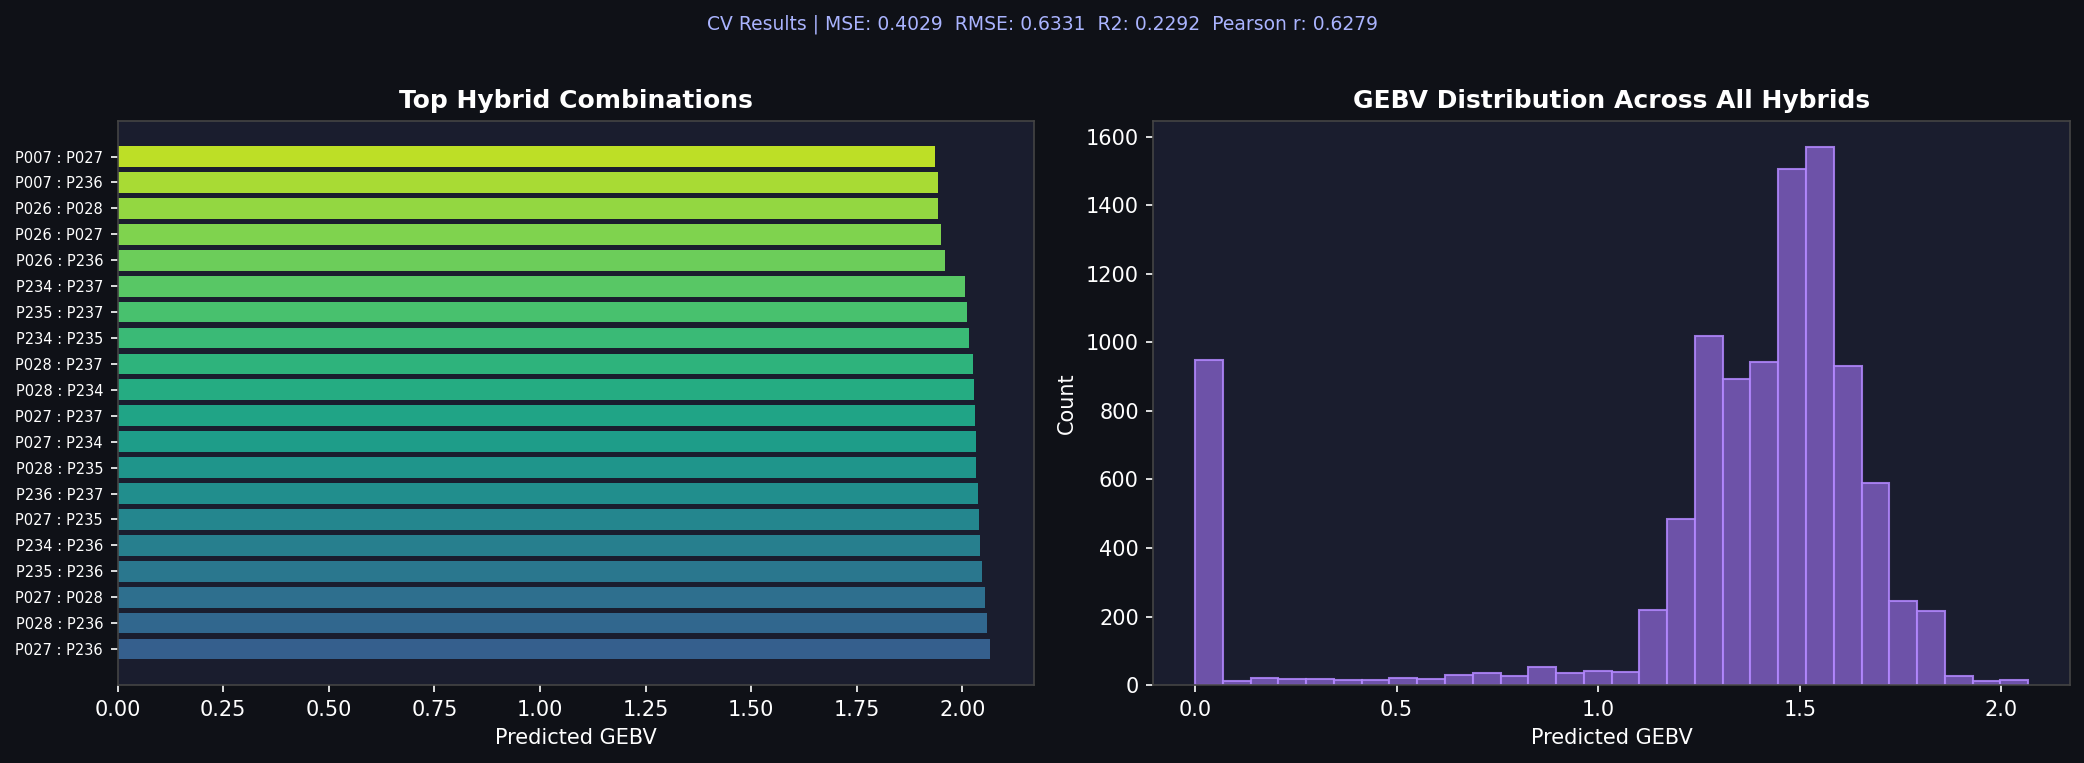 CV Results | MSE: 0.4029  RMSE: 0.6331  R2: 0.2292  Pearson r: 0.6279
Top Hybrid Combinations
P007 : P027
P007 : P236
P026 : P028
P026 : P027
P026 : P236
P234 : P237
P235 : P237
P234 : P235
P028 : P237
P028 : P234
P027 : P237
P027 : P234
P028 : P235
P236 : P237
P027 : P235
P234 : P236
P235 : P236
P027 : P028
P028 : P236
P027 : P236
0.00 0.25 0.50 0.75 1.00 1.25 1.50 1.75 2.00
Predicted GEBV
GEBV Distribution Across All Hybrids
Count
1600
1400
1200
1000
800
600
400
200
0
0.0 0.5 1.0 1.5 2.0
Predicted GEBV